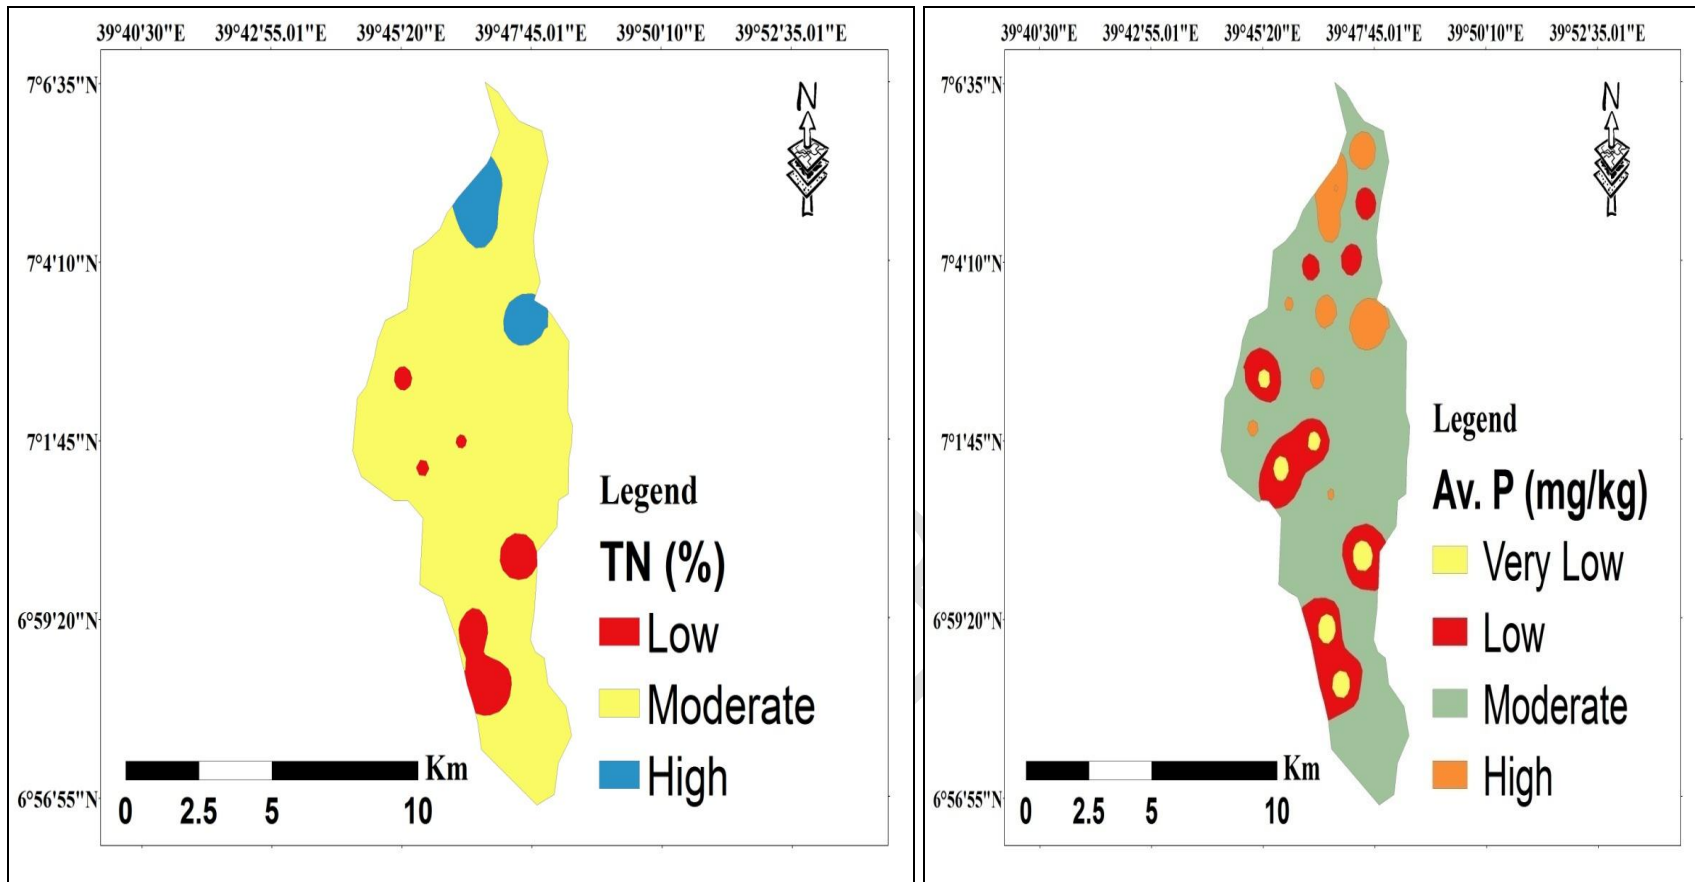 39°40'30"E 39°42'55.01"E 39°45'20"E 39°47'45.01"E 39°50'10"E 39°52'35.01"E
N
7°6'35"N
7°4'10"N
7°1'45"N
6°59'20"N
6°56'55"N
Legend
TN (%)
Low
Moderate
High
Km
0 2.5 5 10
39°40'30"E 39°42'55.01"E 39°45'20"E 39°47'45.01"E 39°50'10"E 39°52'35.01"E
N
7°6'35"N
7°4'10"N
7°1'45"N
6°59'20"N
6°56'55"N
Legend
Av. P (mg/kg)
Very Low
Low
Moderate
High
Km
0 2.5 5 10